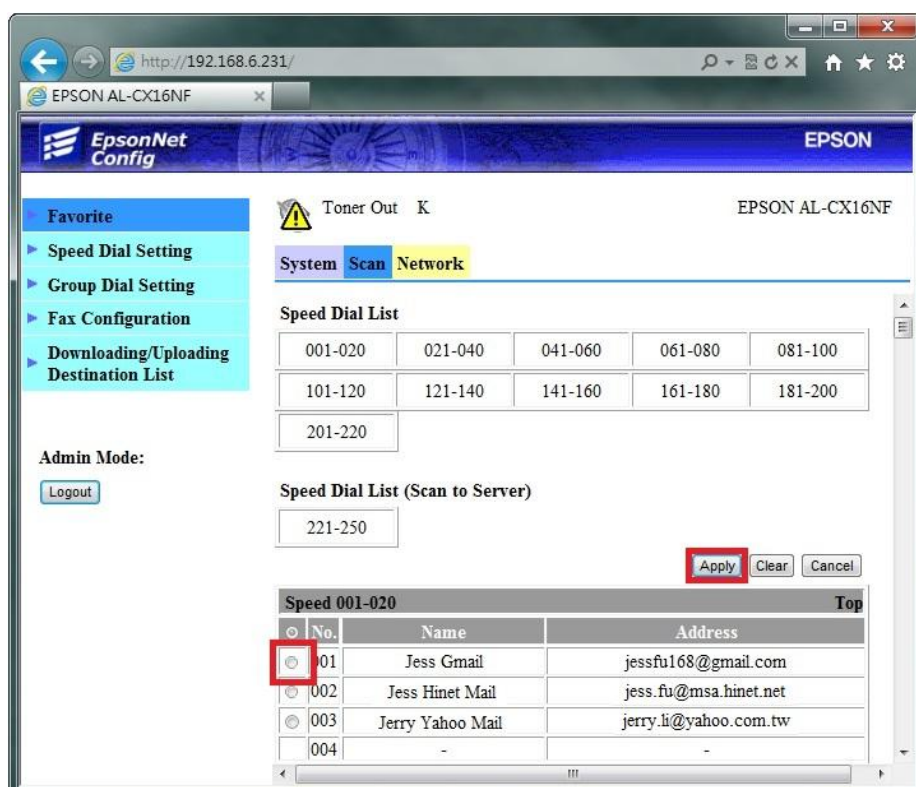 http://192.168.6.231/
EPSON AL-CX16NF
EpsonNet
Config
EPSON
Favorite
Speed Dial Setting
Group Dial Setting
Fax Configuration
Downloading/Uploading
Destination List
Admin Mode:
Logout
Toner Out K
EPSON AL-CX16NF
System Scan Network
Speed Dial List
001-020 021-040 041-060 061-080 081-100
101-120 121-140 141-160 161-180 181-200
201-220
Speed Dial List (Scan to Server)
221-250
Apply Clear Cancel
Speed 001-020 Top
No. Name Address
001 Jess Gmail jessfu168@gmail.com
002 Jess Hinet Mail jess.fu@msa.hinet.net
003 Jerry Yahoo Mail jerry.li@yahoo.com.tw
004 - -